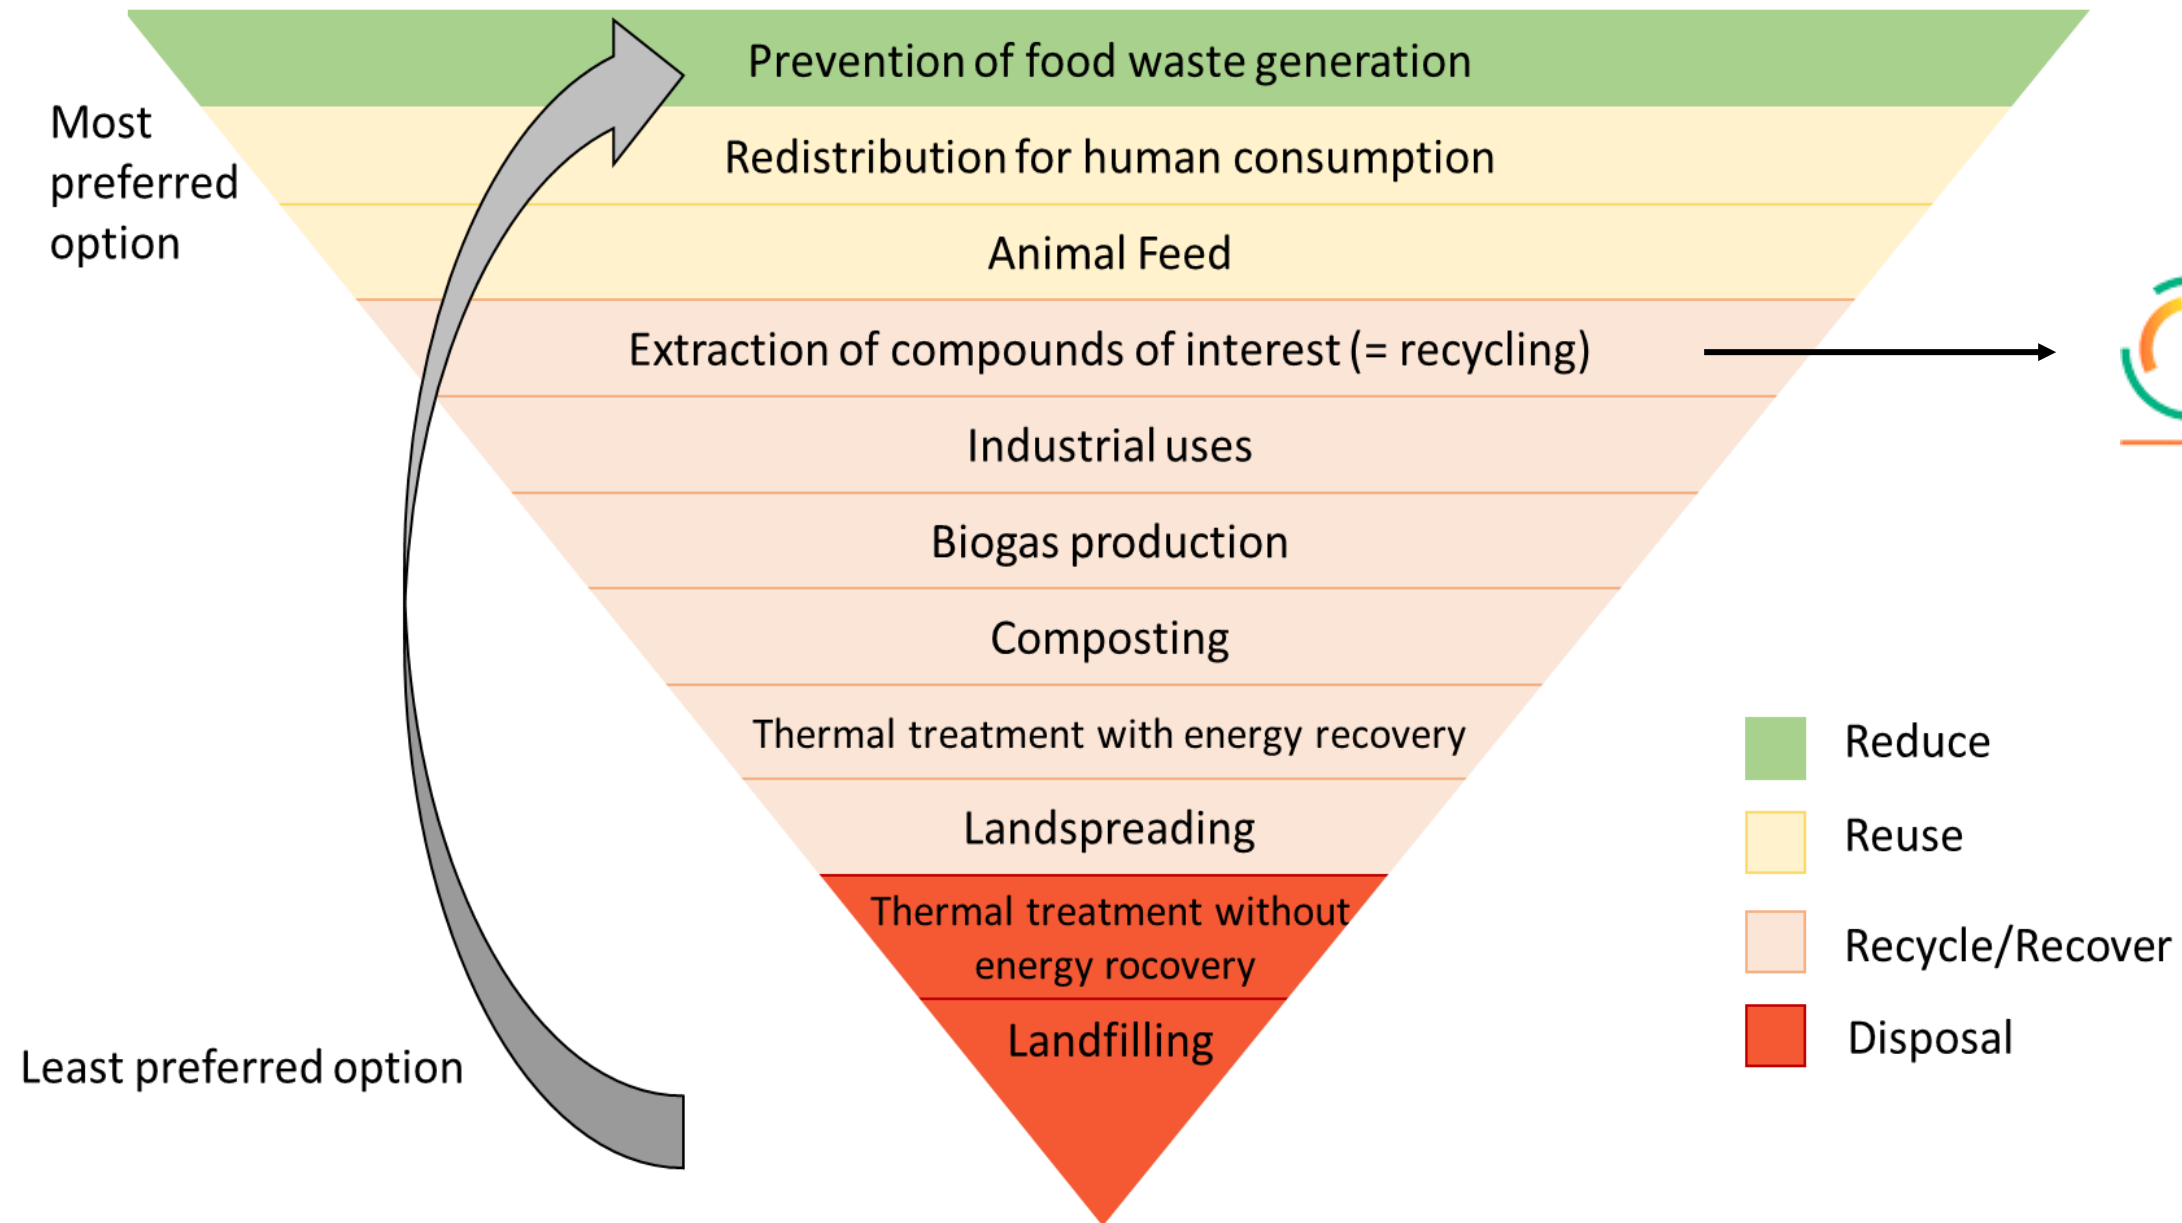 Prevention of food waste generation
Most
preferred
option
Redistribution for human consumption
Animal Feed
Extraction of compounds of interest (= recycling)
Industrial uses
Biogas production
Composting
Thermal treatment with energy recovery
Landspreading
Thermal treatment without
energy rocovery
Landfilling
Least preferred option
Reduce
Reuse
Recycle/Recover
Disposal